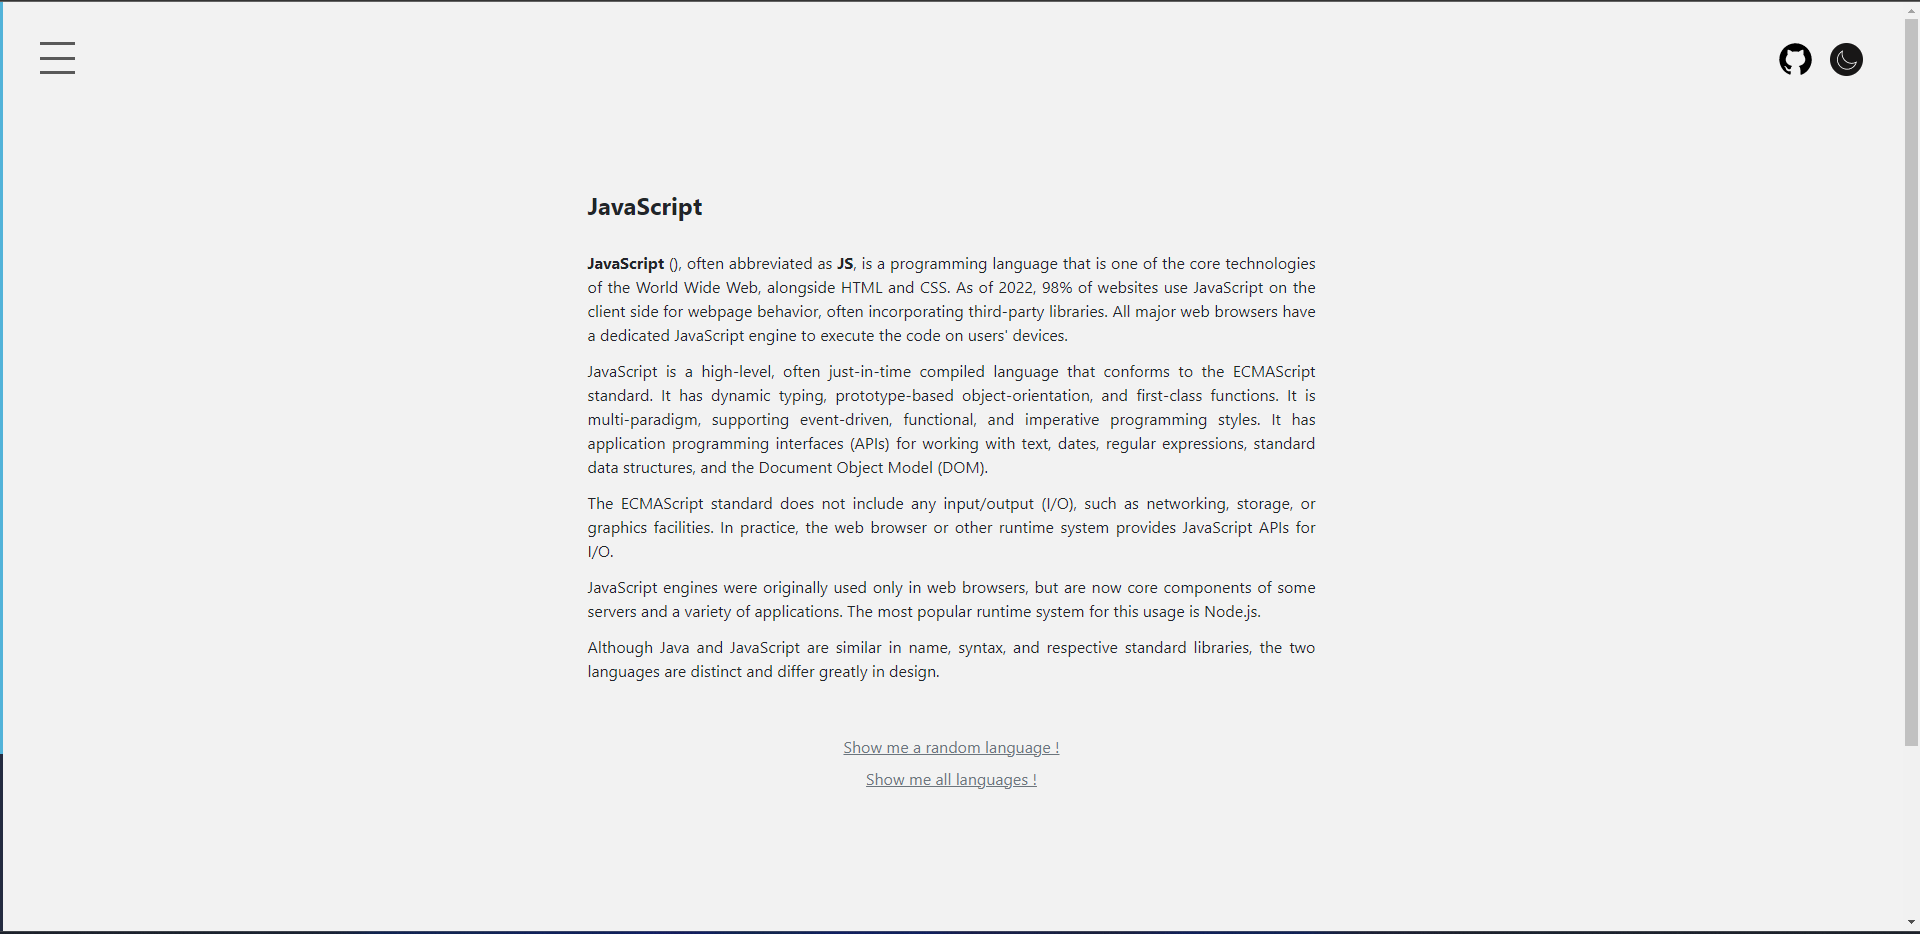 JavaScript
JavaScript (), often abbreviated as JS, is a programming language that is one of the core technologies
of the World Wide Web, alongside HTML and CSS. As of 2022, 98% of websites use JavaScript on the
client side for webpage behavior, often incorporating third-party libraries. All major web browsers have
a dedicated JavaScript engine to execute the code on users' devices.
JavaScript is a high-level, often just-in-time compiled language that conforms to the ECMAScript
standard. It has dynamic typing, prototype-based object-orientation, and first-class functions. It is
multi-paradigm, supporting event-driven, functional, and imperative programming styles. It has
application programming interfaces (APIs) for working with text, dates, regular expressions, standard
data structures, and the Document Object Model (DOM).
The ECMAScript standard does not include any input/output (I/O), such as networking, storage, or
graphics facilities. In practice, the web browser or other runtime system provides JavaScript APIs for
I/O.
JavaScript engines were originally used only in web browsers, but are now core components of some
servers and a variety of applications. The most popular runtime system for this usage is Node.js.
Although Java and JavaScript are similar in name, syntax, and respective standard libraries, the two
languages are distinct and differ greatly in design.
Show me a random language !
Show me all languages !